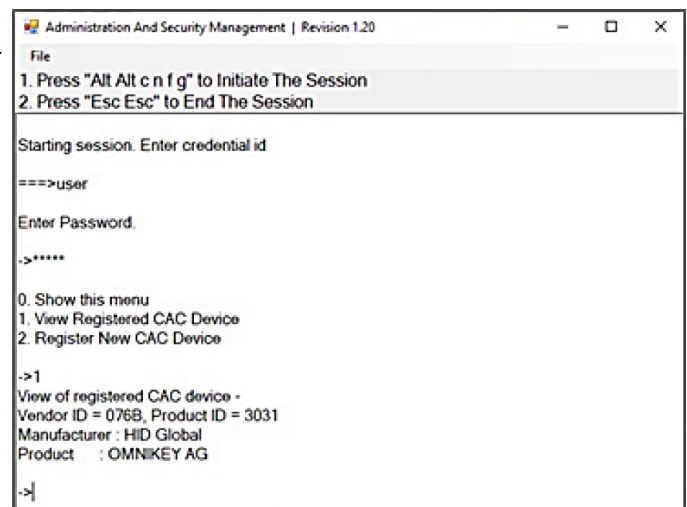 Administration And Security Management | Revision 1.20
File
1. Press "Alt Alt c n f g" to Initiate The Session
2. Press "Esc Esc" to End The Session
Starting session. Enter credential id
===>user
Enter Password.
->*****
0. Show this menu
1. View Registered CAC Device
2. Register New CAC Device
->1
View of registered CAC device -
Vendor ID = 076B, Product ID = 3031
Manufacturer : HID Global
Product : OMNIKEY AG
->